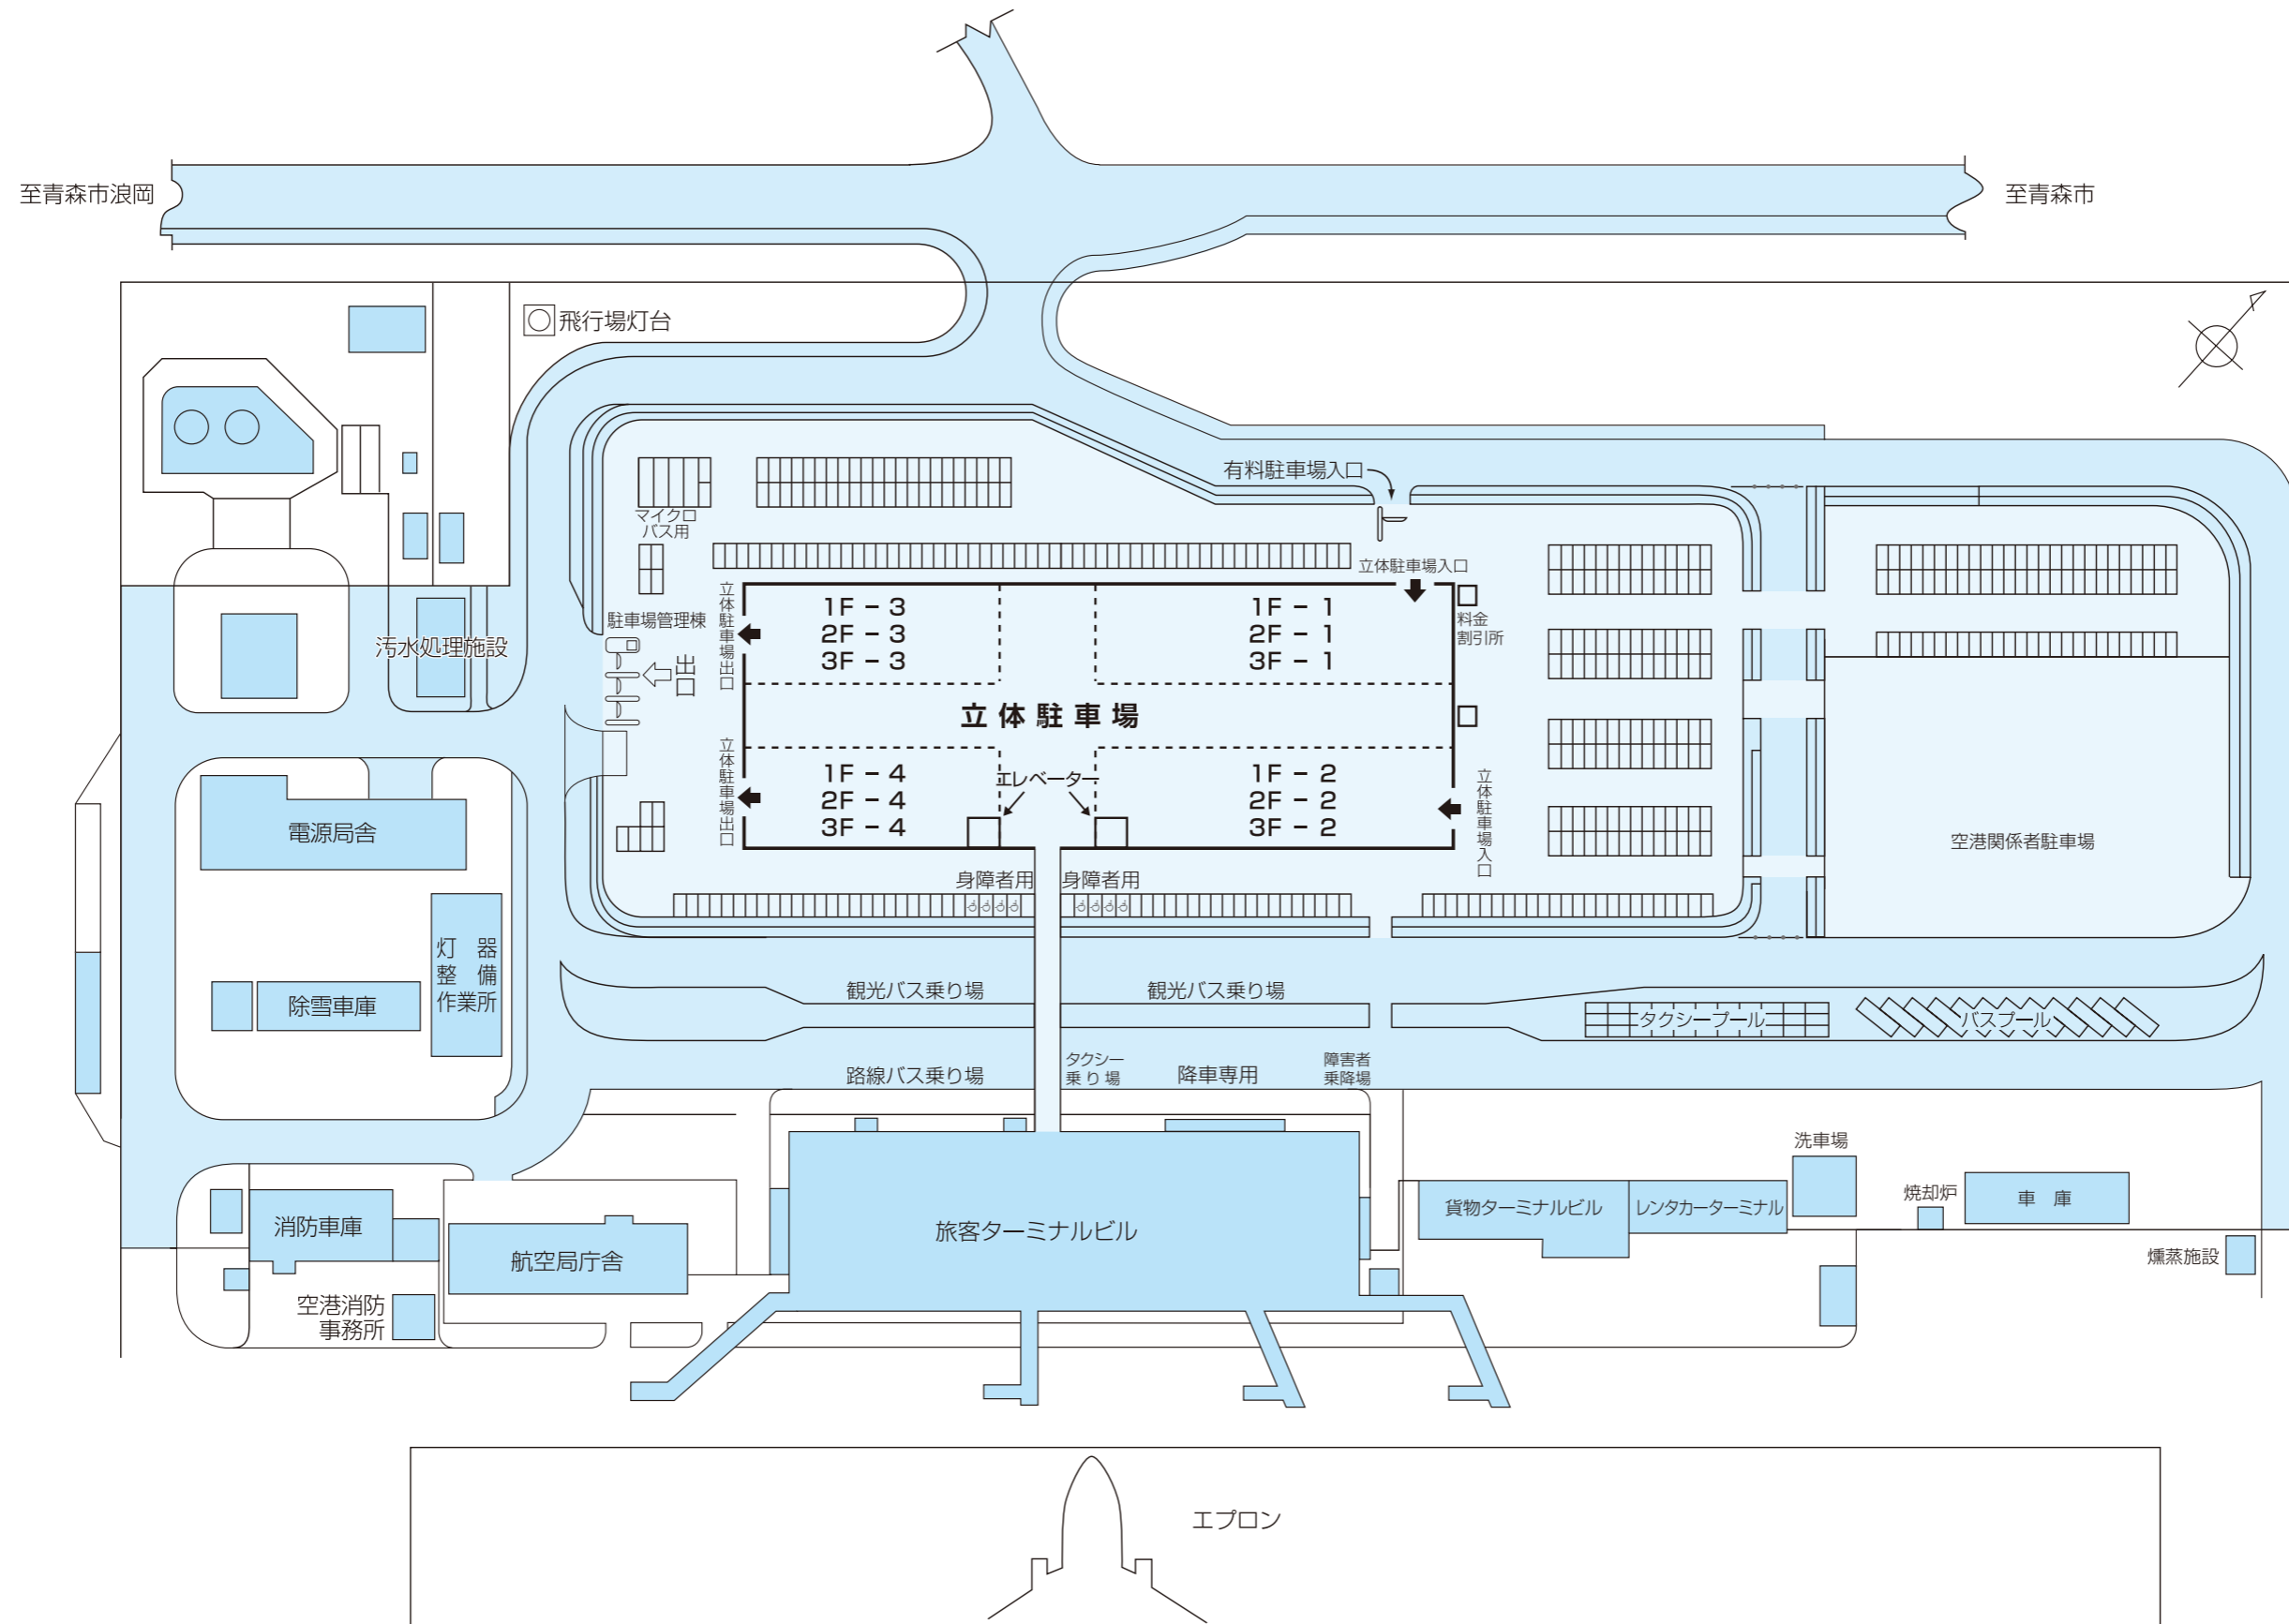 至青森市浪岡
至青森市
飛行場灯台
有料駐車場入口
マイクロ
バス用
立体駐車場入口
駐車場管理棟
立体駐車場出口
1F − 3
2F − 3
3F − 3
1F − 1
2F − 1
3F − 1
料金
割引所
汚水処理施設
出口
立体駐車場
立体駐車場出口
1F − 4
2F − 4
3F − 4
エレベーター
1F − 2
2F − 2
3F − 2
立体駐車場入口
電源局舎
空港関係者駐車場
身障者用
身障者用
灯 器
整 備
作業所
除雪車庫
観光バス乗り場
観光バス乗り場
タクシープール
バスプール
路線バス乗り場
タクシー
乗り場
降車専用
障害者
乗降場
洗車場
消防車庫
航空局庁舎
旅客ターミナルビル
貨物ターミナルビル
レンタカーターミナル
焼却炉
車 庫
燻蒸施設
空港消防
事務所
エプロン